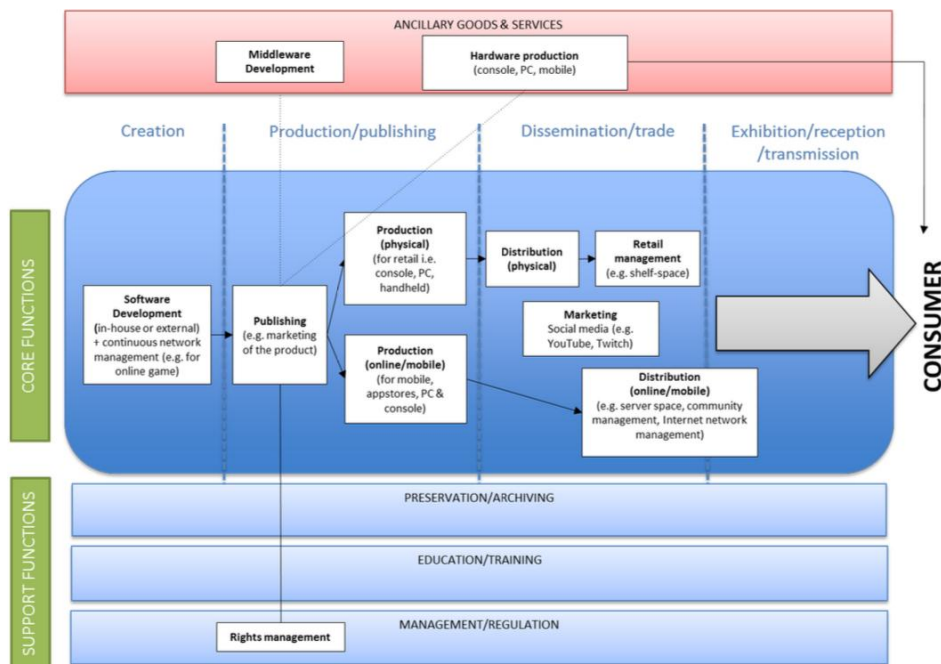 ANCILLARY GOODS & SERVICES
Middleware
Development
Hardware production
(console, PC, mobile)
Creation
Production/publishing
Dissemination/trade
Exhibition/reception
/transmission
CORE FUNCTIONS
Software
Development
(in-house or external)
+ continuous network
management (e.g. for
online game)
Publishing
(e.g. marketing
of the product)
Production
(physical)
(for retail i.e.
console, PC,
handheld)
Production
(online/mobile)
(for mobile,
appstores, PC &
console)
Distribution
(physical)
Retail
management
(e.g. shelf-space)
Marketing
Social media (e.g.
YouTube, Twitch)
Distribution
(online/mobile)
(e.g. server space, community
management, Internet network
management)
CONSUMER
SUPPORT FUNCTIONS
PRESERVATION/ARCHIVING
EDUCATION/TRAINING
MANAGEMENT/REGULATION
Rights management